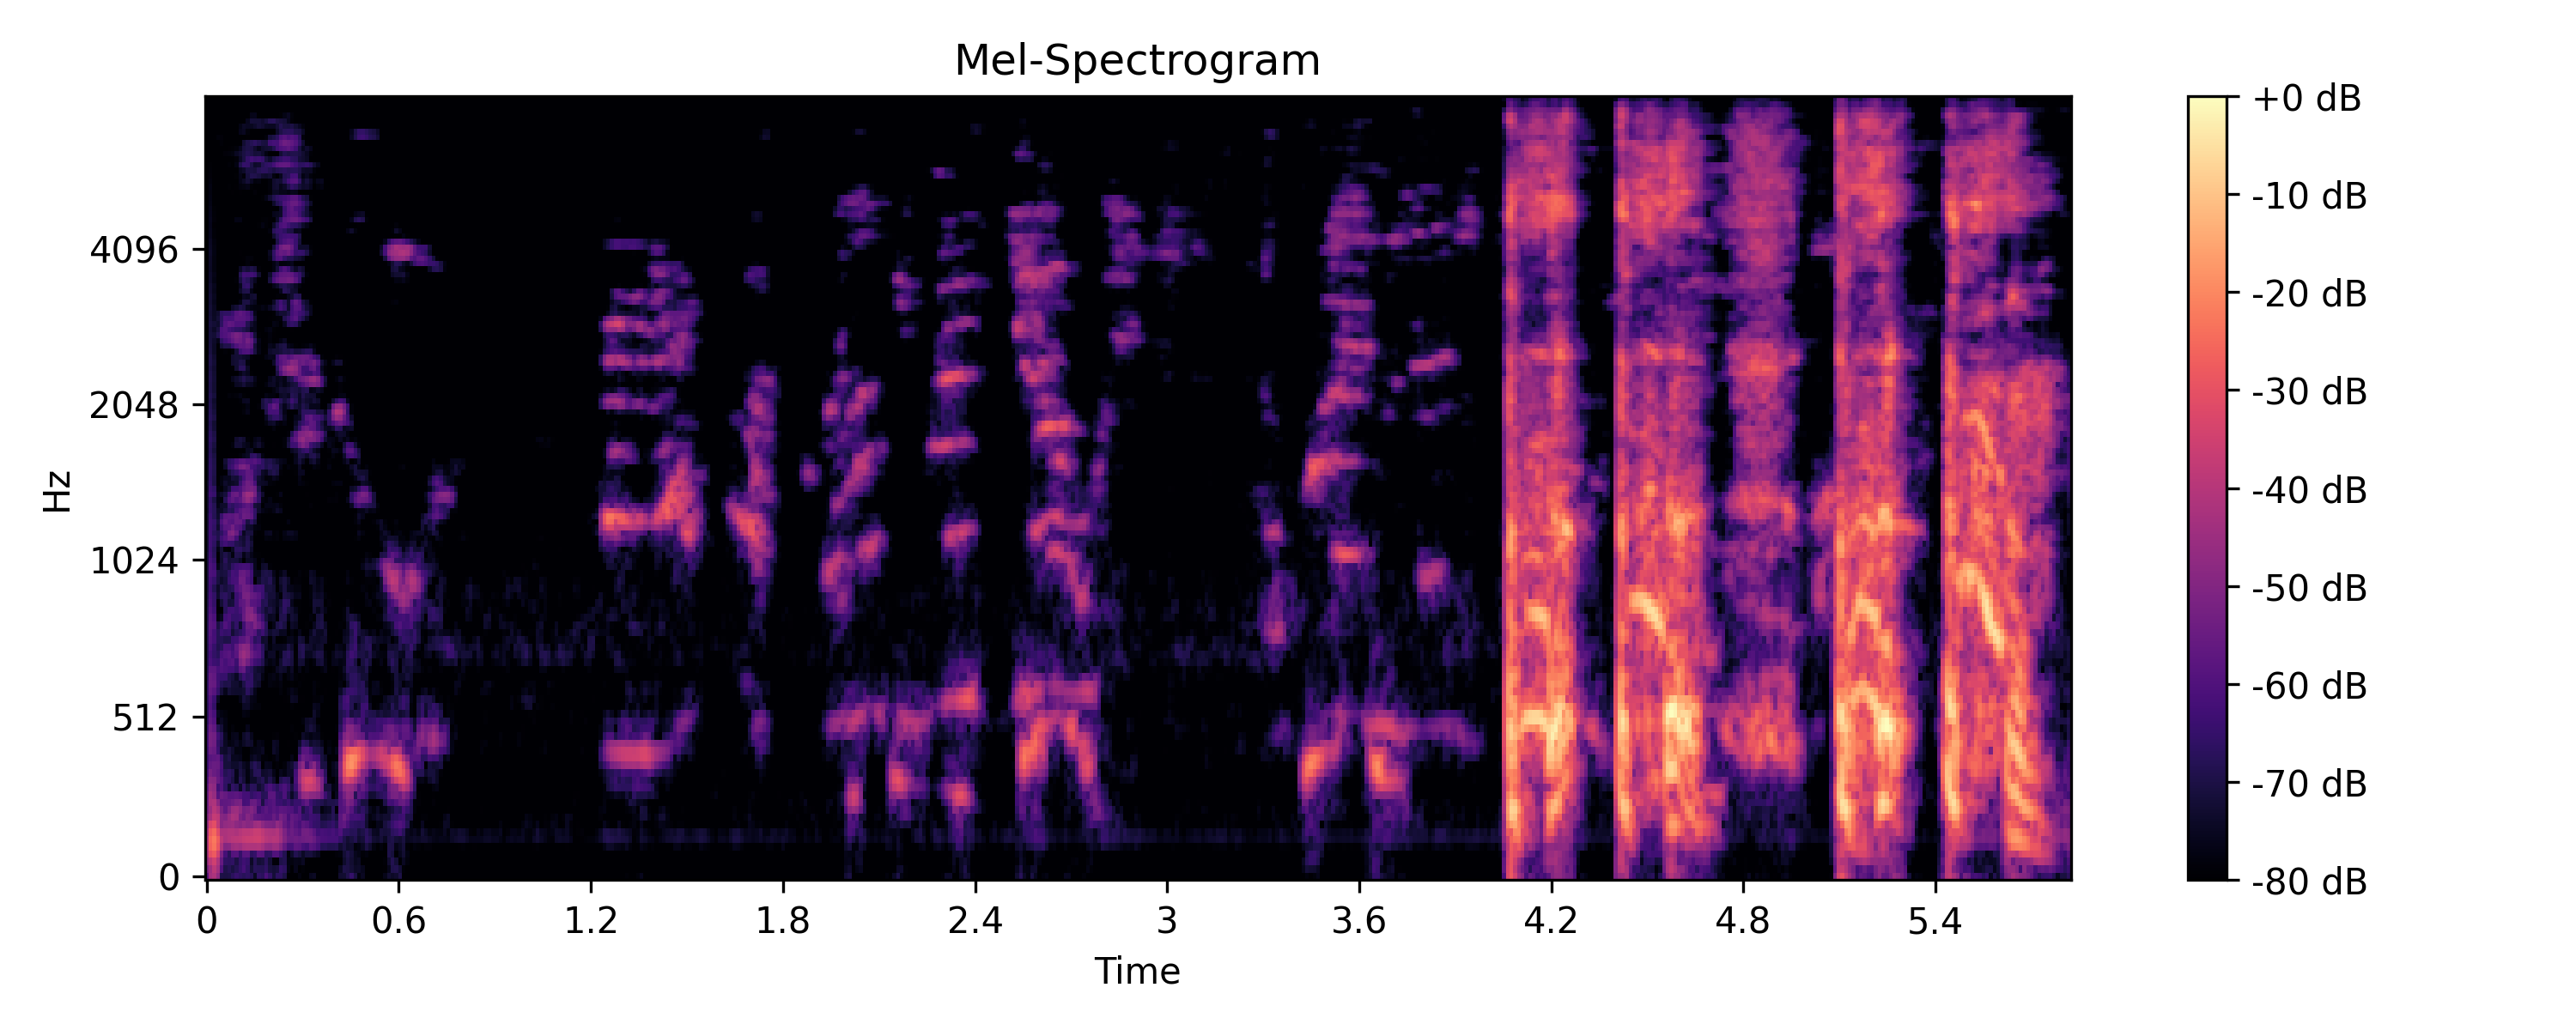 Mel-Spectrogram
+0 dB
-10 dB
-20 dB
-30 dB
-40 dB
-50 dB
-60 dB
-70 dB
-80 dB
Hz
4096
2048
1024
512
0
0 0.6 1.2 1.8 2.4 3 3.6 4.2 4.8 5.4
Time